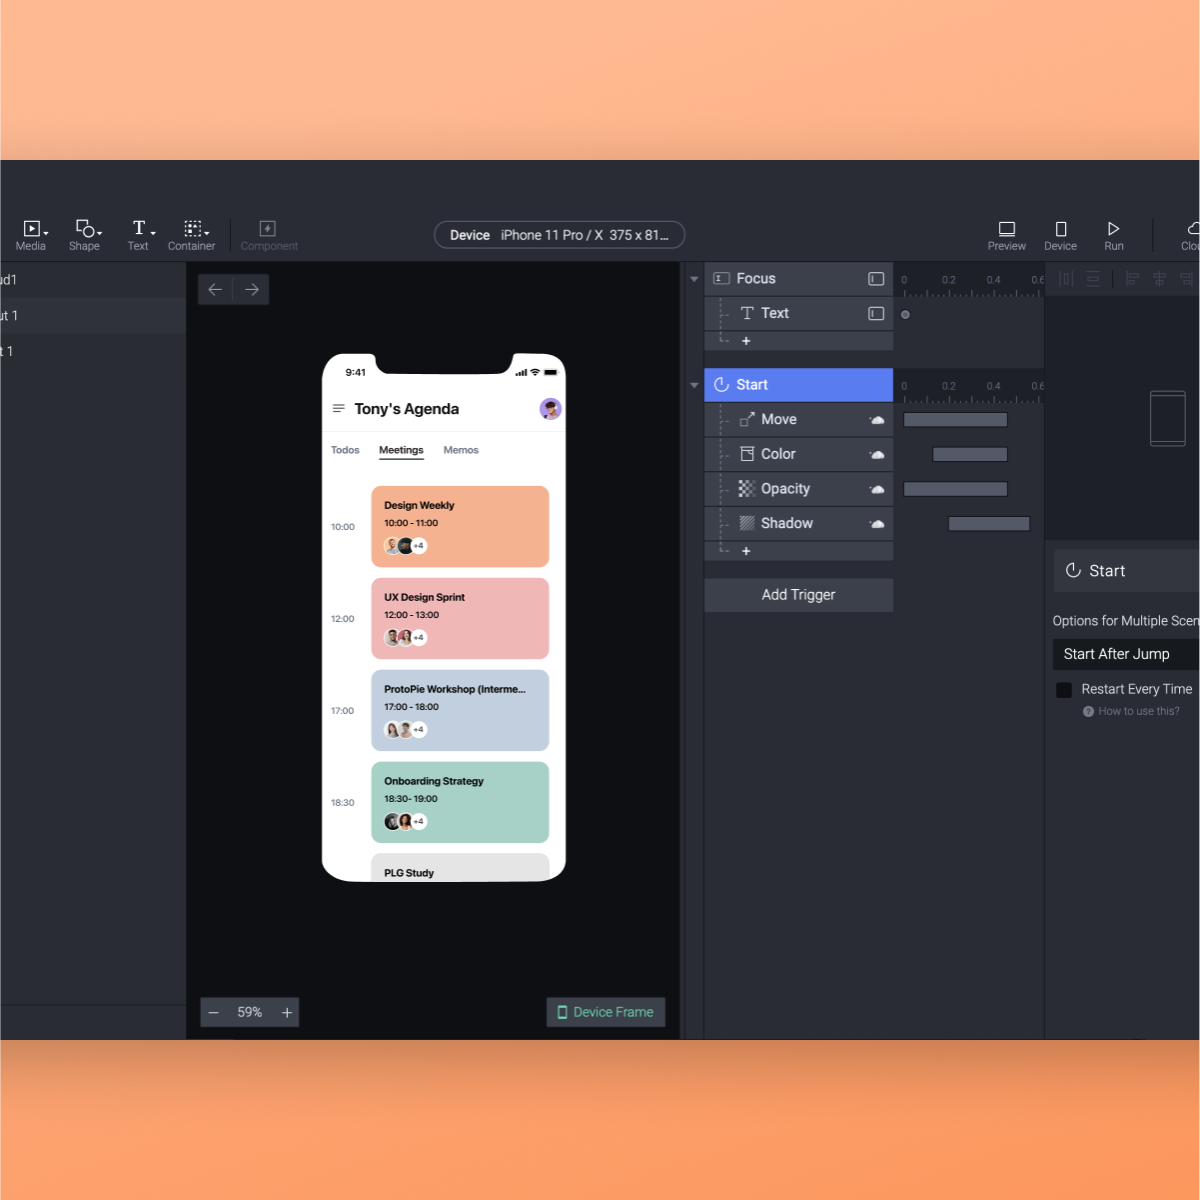 Media
Shape
Text
Container
Component
Device iPhone 11 Pro / X 375 x 81...
Preview
Device
Run
Clou
ud1
ut 1
t 1
9:41
Tony's Agenda
Todos
Meetings
Memos
10:00
Design Weekly
10:00 - 11:00
+4
12:00
UX Design Sprint
12:00 - 13:00
+4
17:00
ProtoPie Workshop (Interme...
17:00 - 18:00
+4
18:30
Onboarding Strategy
18:30- 19:00
+4
PLG Study
59%
Device Frame
Focus
0 0.2 0.4 0.6
Text
+
Start
0 0.2 0.4 0.6
Move
Color
Opacity
Shadow
+
Add Trigger
Start
Options for Multiple Scen
Start After Jump
Restart Every Time
? How to use this?